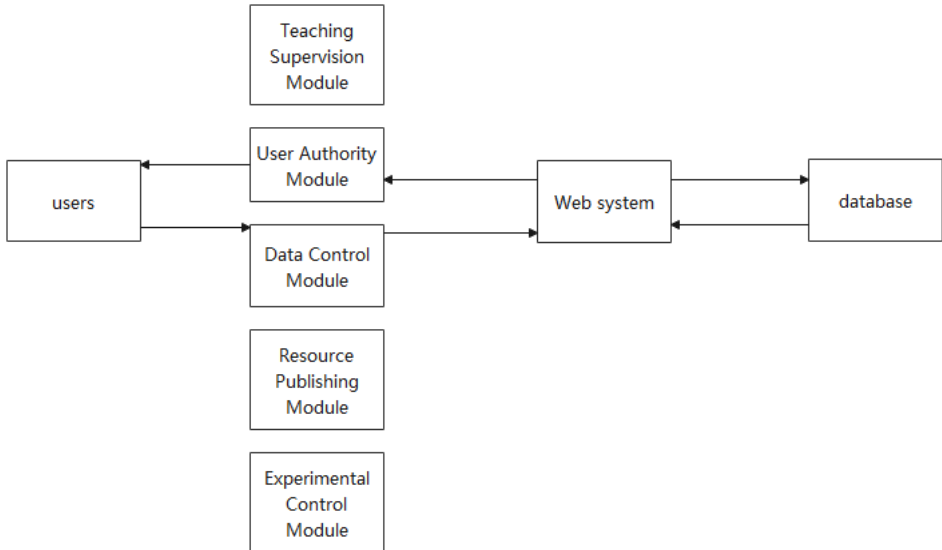 Teaching
Supervision
Module
User Authority
Module
users
Web system
database
Data Control
Module
Resource
Publishing
Module
Experimental
Control
Module